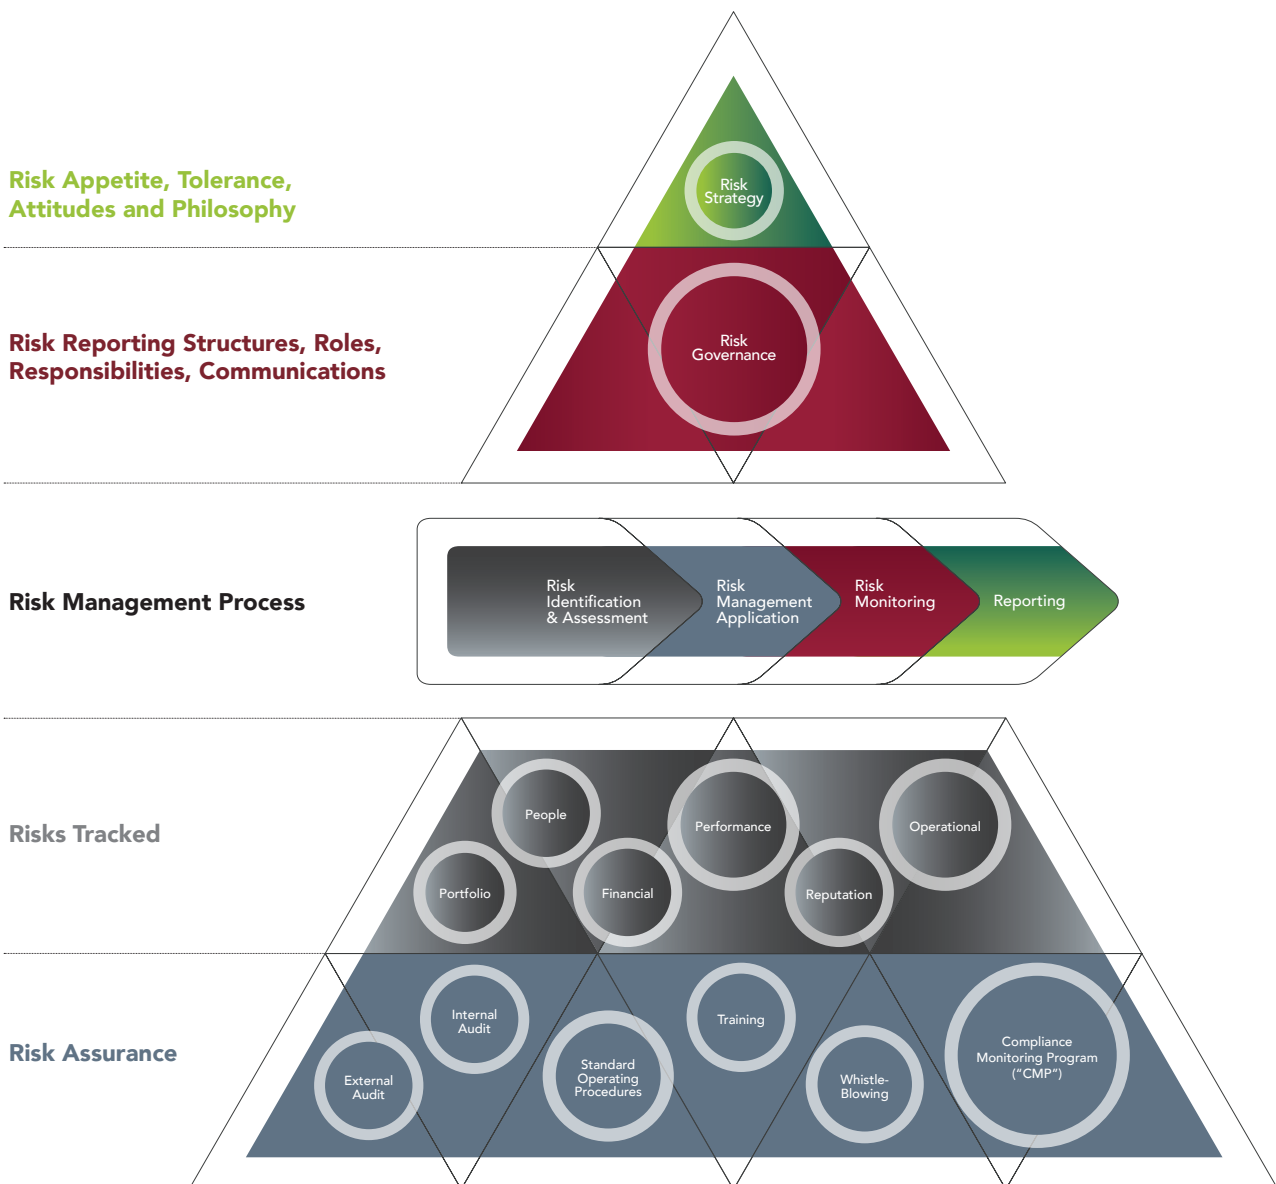 Risk
Strategy
Risk Appetite, Tolerance,
Attitudes and Philosophy
Risk Reporting Structures, Roles,
Responsibilities, Communications
Risk
Governance
Risk Management Process
Risk
Identification
& Assessment
Risk
Management
Application
Risk
Monitoring
Reporting
Risks Tracked
People
Performance
Operational
Portfolio
Financial
Reputation
Risk Assurance
Internal
Audit
Training
Compliance
Monitoring Program
(“CMP”)
External
Audit
Standard
Operating
Procedures
Whistle-
Blowing